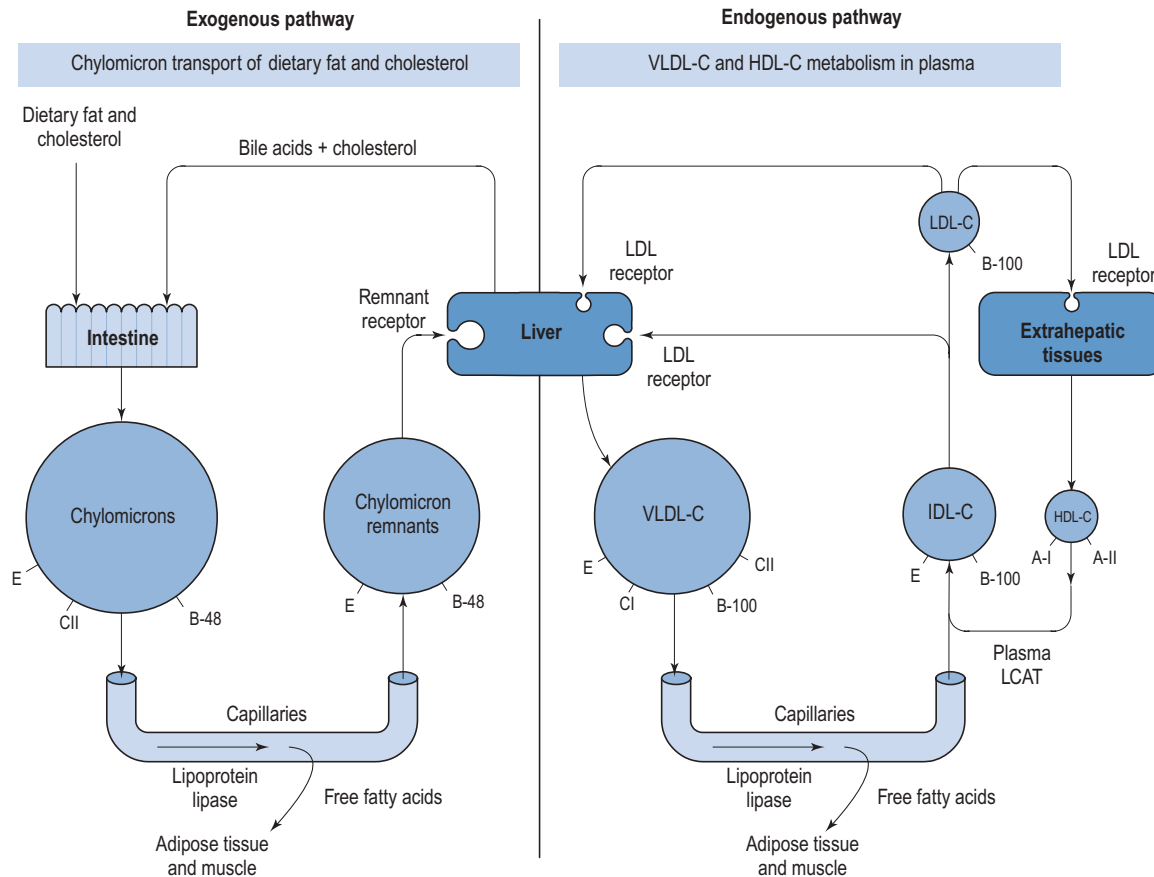 Exogenous pathway
Chylomicron transport of dietary fat and cholesterol
Dietary fat and
cholesterol
Bile acids + cholesterol
Intestine
Remnant
receptor
Chylomicrons
E
CII
B-48
Chylomicron
remnants
E
B-48
Capillaries
Lipoprotein
lipase
Free fatty acids
Adipose tissue
and muscle
Endogenous pathway
VLDL-C and HDL-C metabolism in plasma
LDL-C
B-100
LDL
receptor
LDL
receptor
Liver
LDL
receptor
Extrahepatic
tissues
VLDL-C
E
CI
B-100
CII
IDL-C
E
B-100
HDL-C
A-I
A-II
Plasma
LCAT
Capillaries
Lipoprotein
lipase
Free fatty acids
Adipose tissue
and muscle